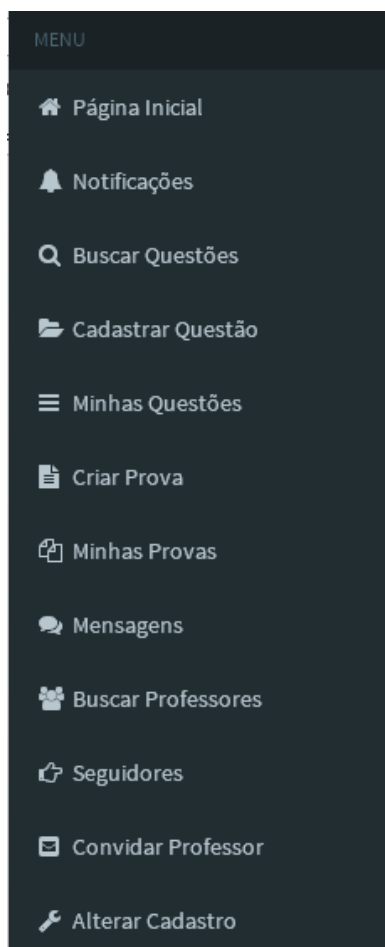 MENU
Página Inicial
Notificações
Buscar Questões
Cadastrar Questão
Minhas Questões
Criar Prova
Minhas Provas
Mensagens
Buscar Professores
Seguidores
Convidar Professor
Alterar Cadastro